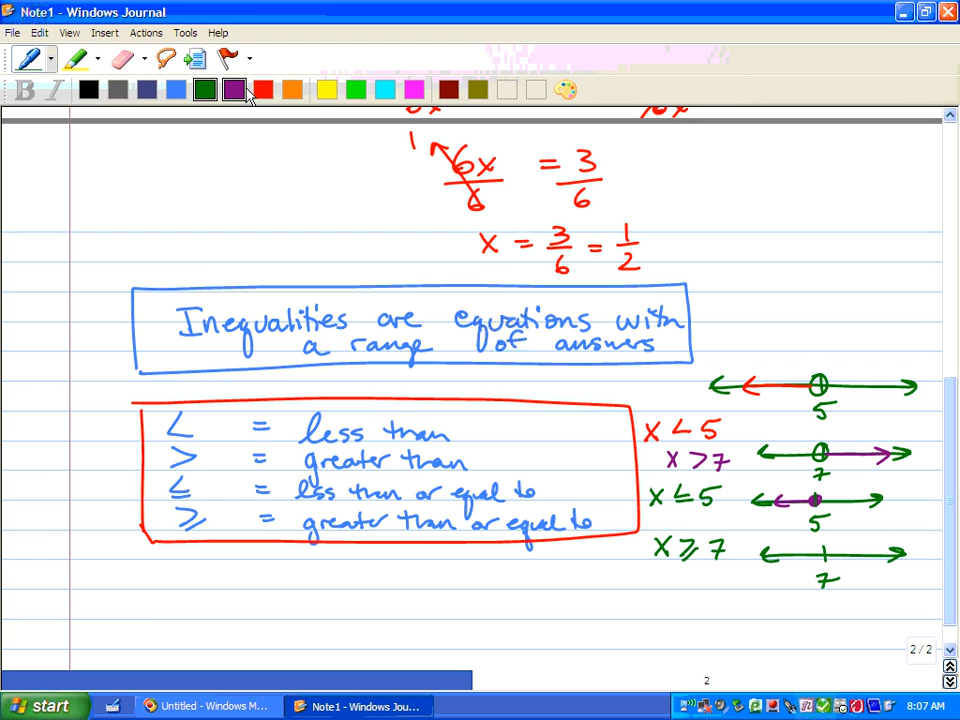 Note1 - Windows Journal
File Edit View Insert Actions Tools Help
B I
1
6x = 3
6 6
x = 3 = 1
6 2
Inequalities are equations with
a range of answers
5
< = less than
> = greater than
≤ = less than or equal to
≥ = greater than or equal to
x < 5
x > 7
7
x ≤ 5
5
x ≥ 7
7
2 / 2
2
start
Untitled - Windows M...
Note1 - Windows Jou...
8:07 AM